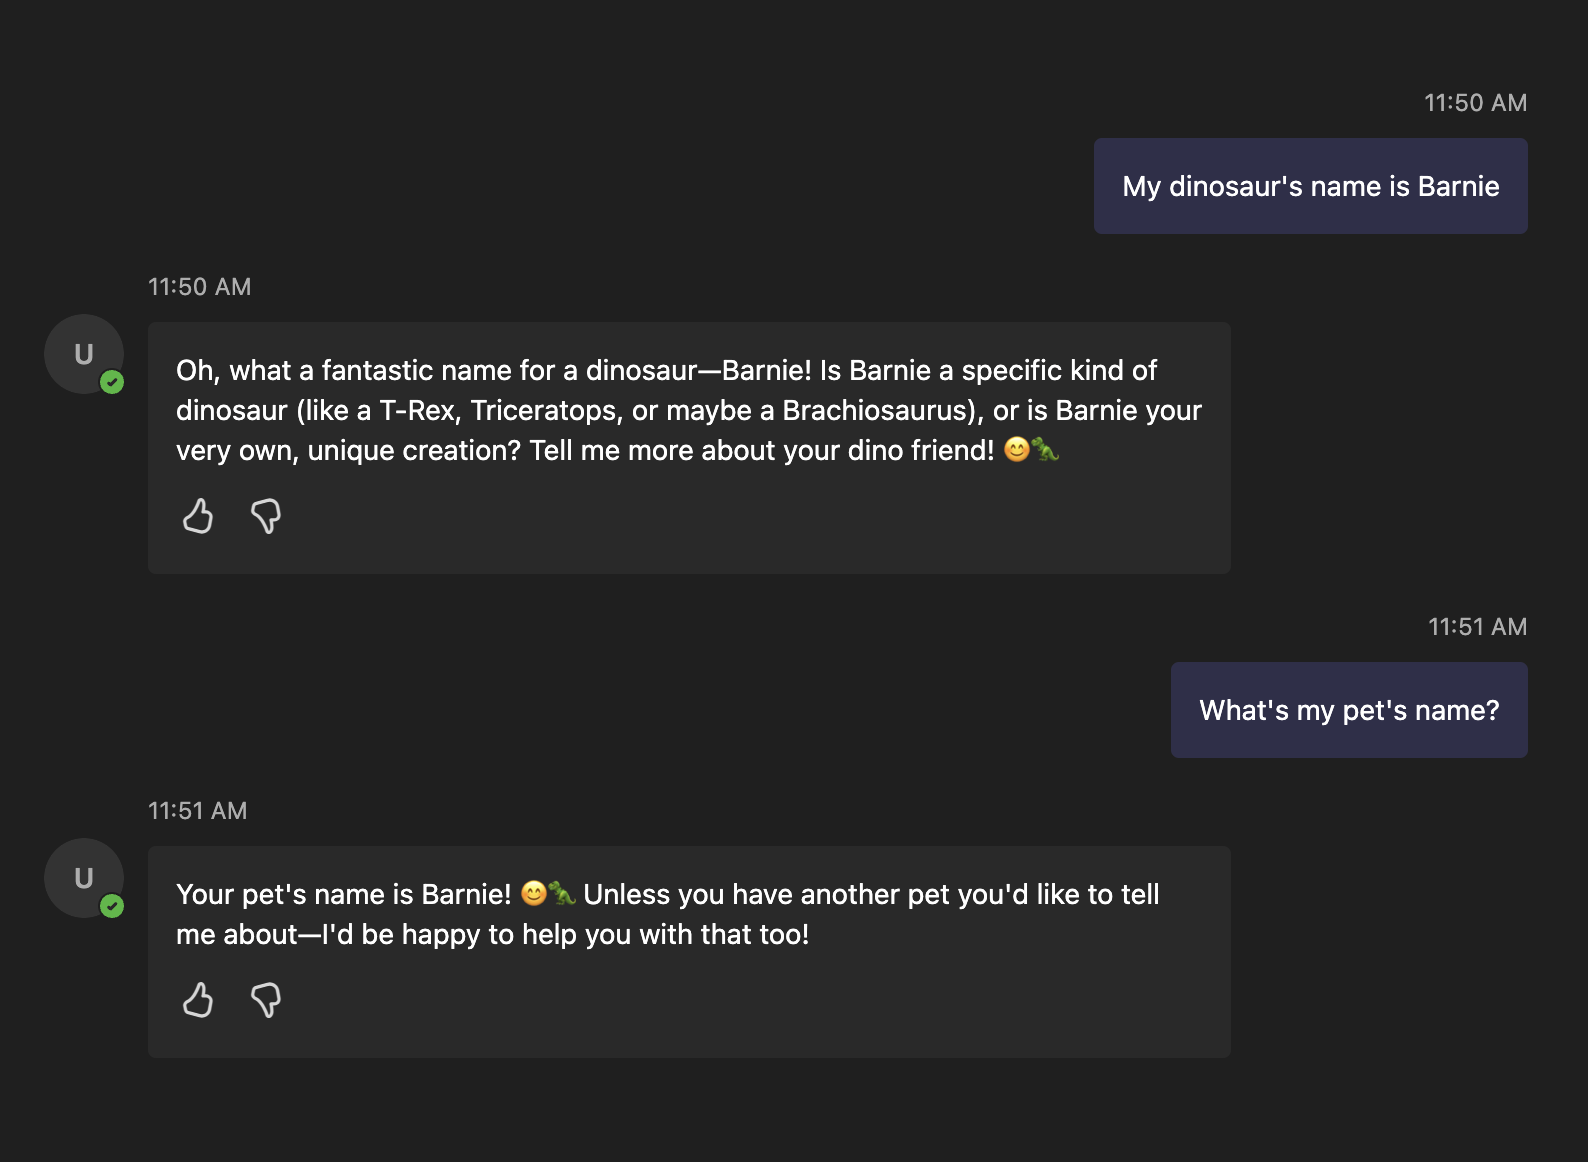 11:50 AM
My dinosaur's name is Barnie
11:50 AM
U
Oh, what a fantastic name for a dinosaur—Barnie! Is Barnie a specific kind of
dinosaur (like a T-Rex, Triceratops, or maybe a Brachiosaurus), or is Barnie your
very own, unique creation? Tell me more about your dino friend! 😊🦖
11:51 AM
What's my pet's name?
11:51 AM
U
Your pet's name is Barnie! 😊🦖 Unless you have another pet you'd like to tell
me about—I'd be happy to help you with that too!